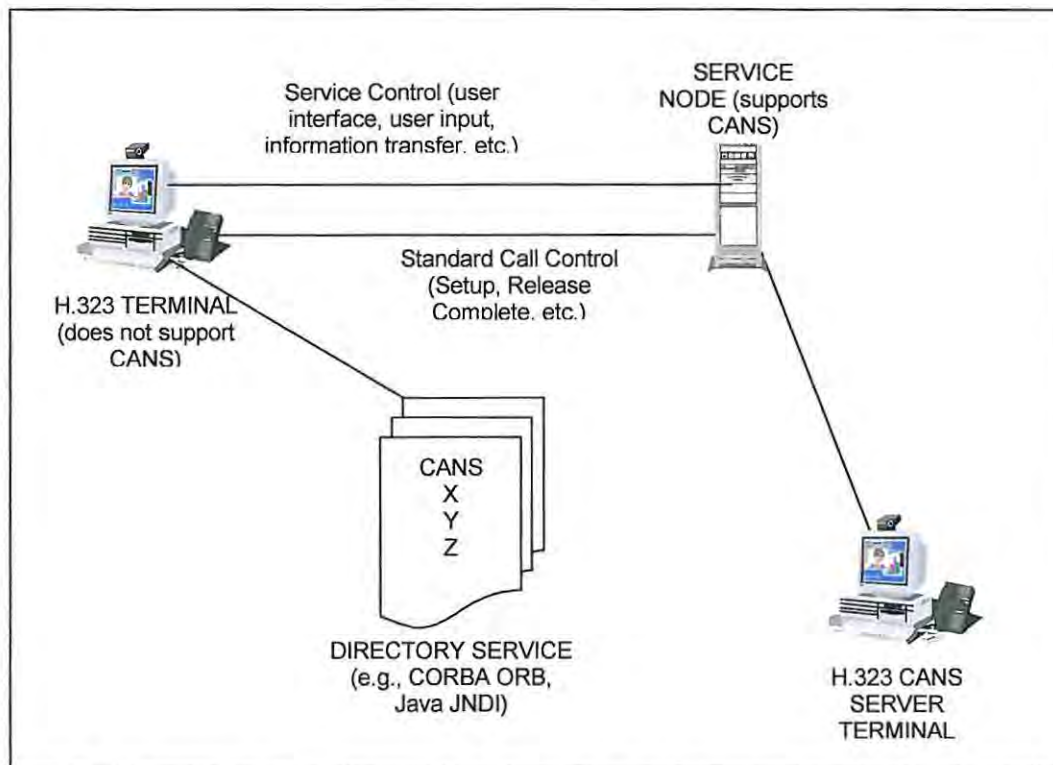 Service Control (user
interface, user input,
information transfer, etc.)
SERVICE
NODE (supports
CANS)
Standard Call Control
(Setup, Release
Complete, etc.)
H.323 TERMINAL
(does not support
CANS)
CANS
X
Y
Z
DIRECTORY SERVICE
(e.g., CORBA ORB,
Java JNDI)
H.323 CANS
SERVER
TERMINAL